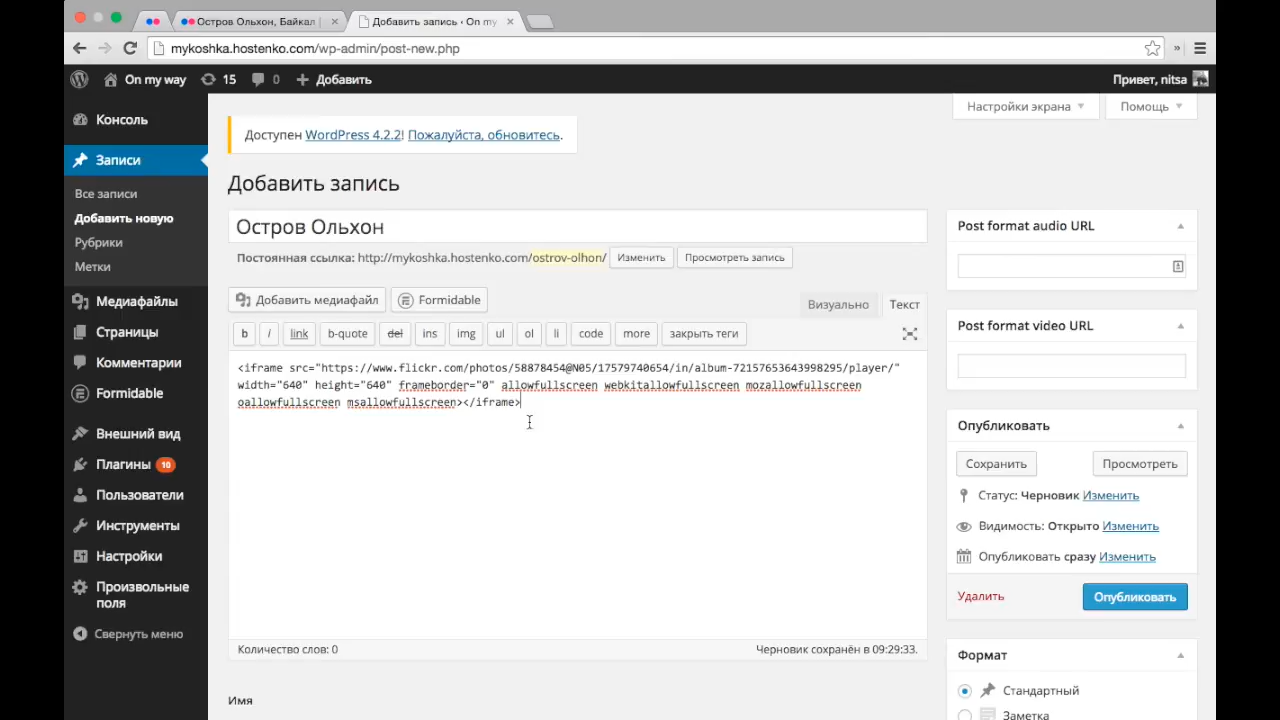 Остров Ольхон, Байкал |
Добавить запись ‹ On my
mykoshka.hostenko.com/wp-admin/post-new.php
On my way
15
0
Добавить
Привет, nitsa
Консоль
Записи
Все записи
Добавить новую
Рубрики
Метки
Медиафайлы
Страницы
Комментарии
Formidable
Внешний вид
Плагины 10
Пользователи
Инструменты
Настройки
Произвольные
поля
Свернуть меню
Настройки экрана
Помощь
Доступен WordPress 4.2.2! Пожалуйста, обновитесь.
Добавить запись
Остров Ольхон
Постоянная ссылка: http://mykoshka.hostenko.com/ostrov-olhon/ Изменить Просмотреть запись
Добавить медиафайл Formidable
Визуально Текст
b i link b-quote del ins img ul ol li code more закрыть теги
<iframe src="https://www.flickr.com/photos/58878454@N05/17579740654/in/album-72157653643998295/player/"
width="640" height="640" frameborder="0" allowfullscreen webkitallowfullscreen mozallowfullscreen
oallowfullscreen msallowfullscreen></iframe>
Количество слов: 0
Черновик сохранён в 09:29:33.
Имя
Post format audio URL
Post format video URL
Опубликовать
Сохранить Просмотреть
Статус: Черновик Изменить
Видимость: Открыто Изменить
Опубликовать сразу Изменить
Удалить Опубликовать
Формат
Стандартный
Заметка